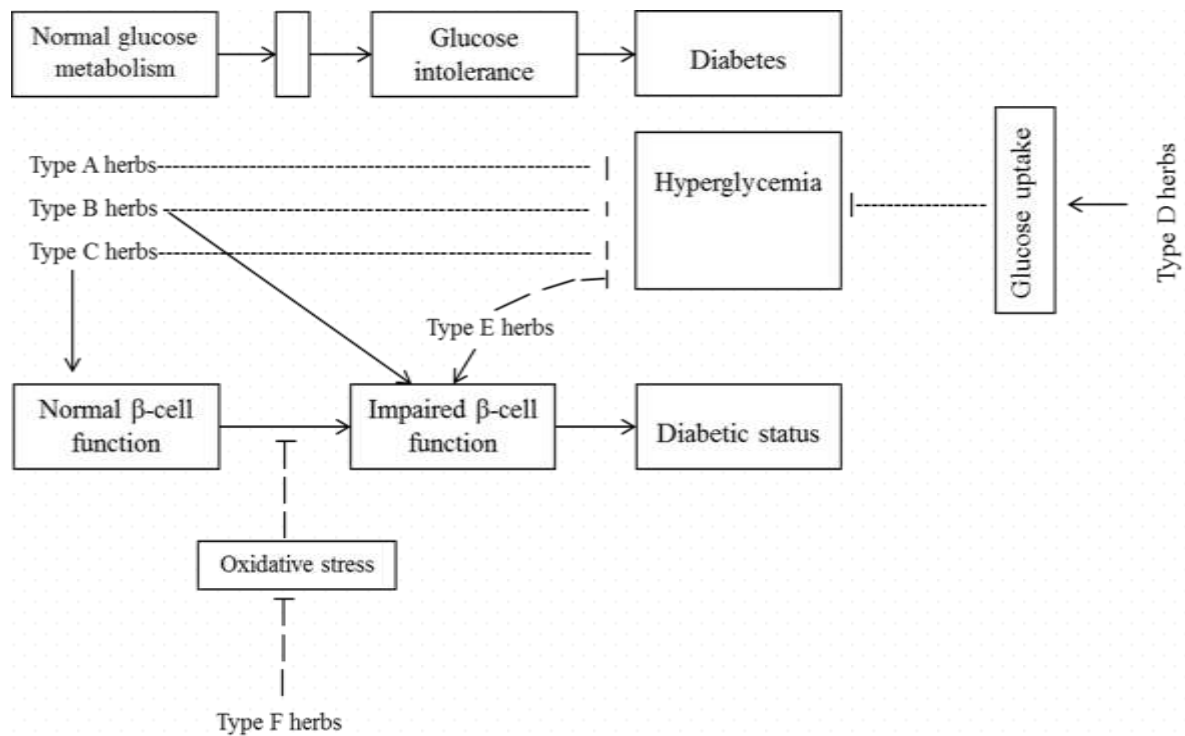 Normal glucose
metabolism
Glucose
intolerance
Diabetes
Type A herbs
Type B herbs
Type C herbs
Hyperglycemia
Glucose uptake
Type D herbs
Type E herbs
Normal β-cell
function
Impaired β-cell
function
Diabetic status
Oxidative stress
Type F herbs